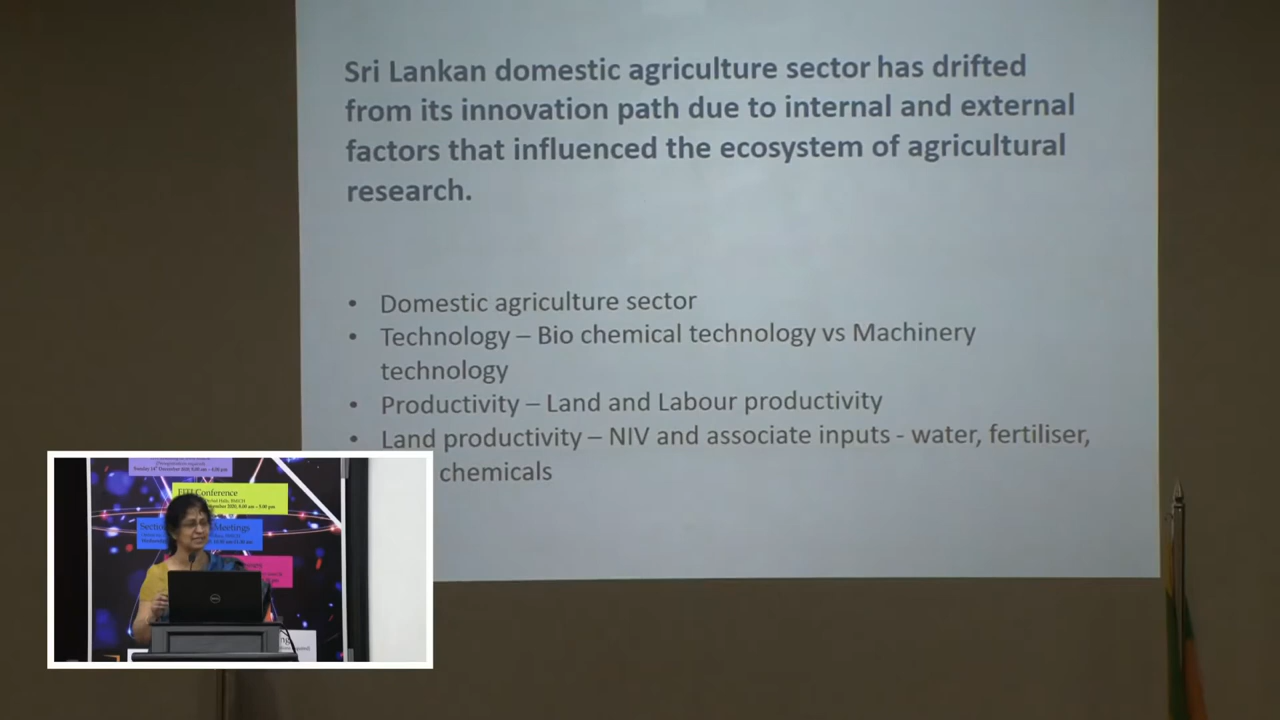 Sri Lankan domestic agriculture sector has drifted
from its innovation path due to internal and external
factors that influenced the ecosystem of agricultural
research.
• Domestic agriculture sector
• Technology – Bio chemical technology vs Machinery
technology
• Productivity – Land and Labour productivity
• Land productivity – NIV and associate inputs - water, fertiliser,
chemicals
Conference
Meetings
DELL